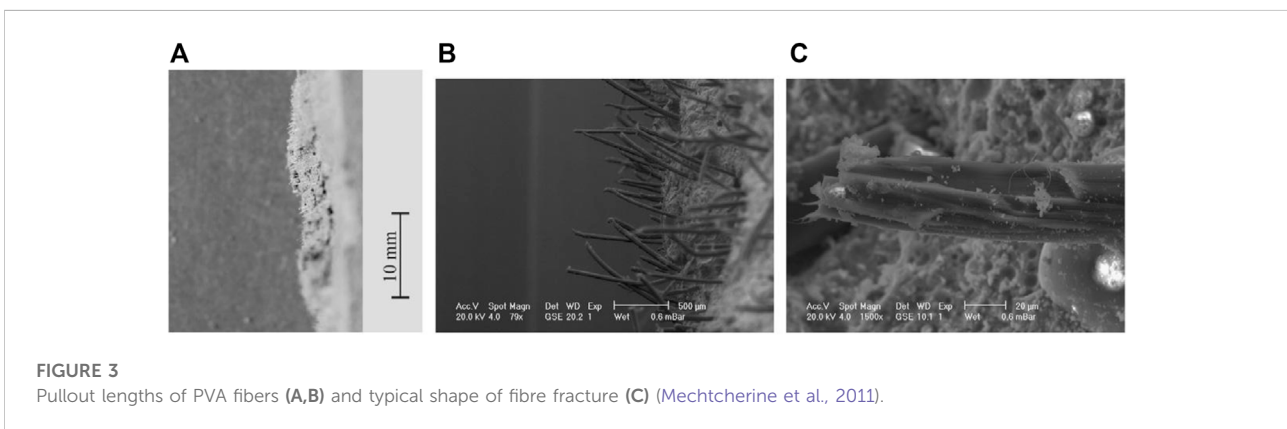 A
B
C
10 mm
Acc.V Spot Magn Det WD Exp 500 µm
20.0 kV 4.0 79x GSE 20.2 1 Wet 0.6 mBar
Acc.V Spot Magn Det WD Exp 20 µm
20.0 kV 4.0 1500x GSE 10.1 1 Wet 0.6 mBar
FIGURE 3
Pullout lengths of PVA fibers (A,B) and typical shape of fibre fracture (C) (Mechtcherine et al., 2011).